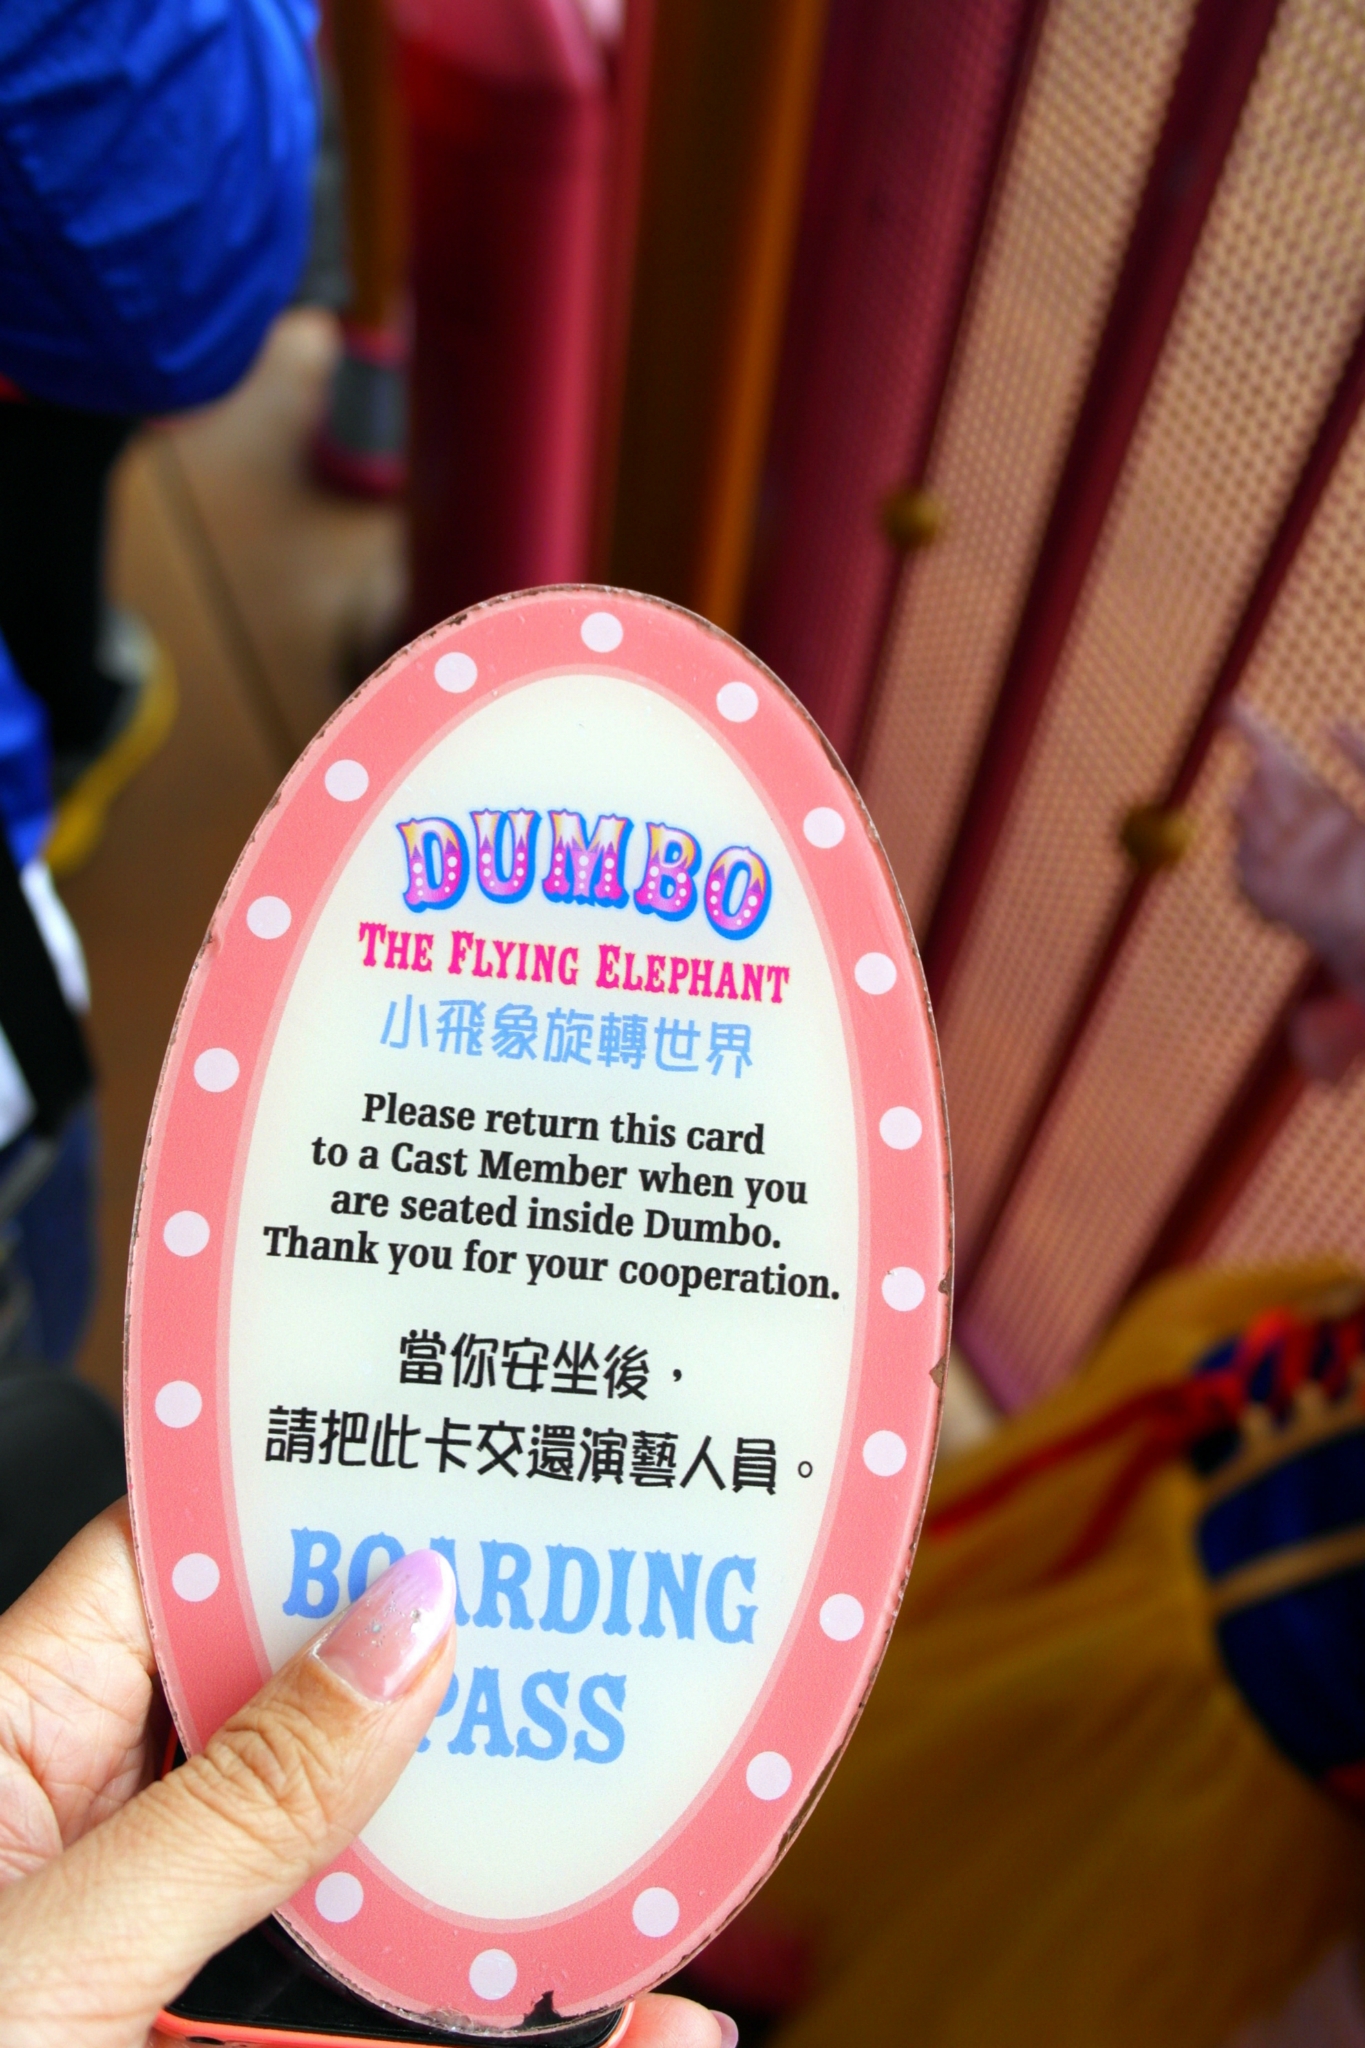 DUMBO
THE FLYING ELEPHANT
小飛象旋轉世界
Please return this card
to a Cast Member when you
are seated inside Dumbo.
Thank you for your cooperation.
當你安坐後，
請把此卡交還演藝人員。
BOARDING
PASS